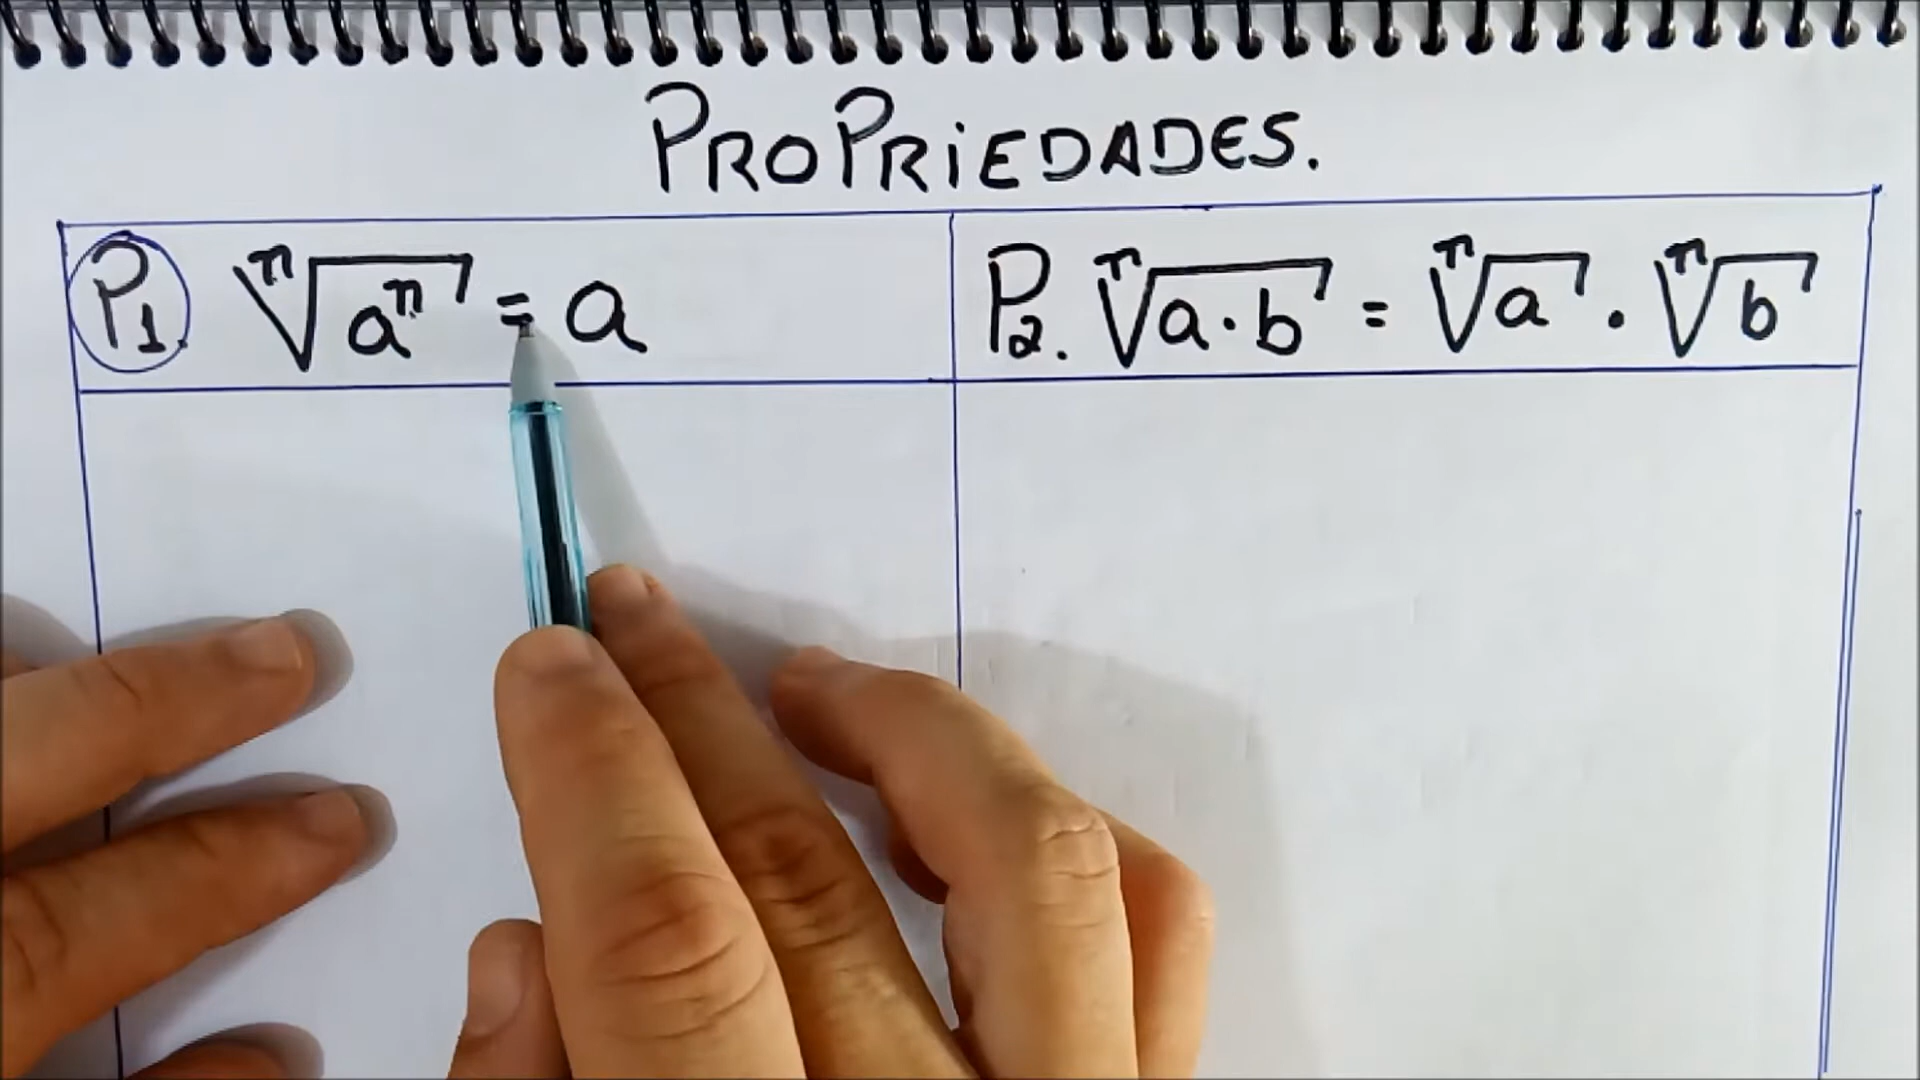 PROPRIEDADES.
P₁. ⁿ√aⁿ = a
P₂. ⁿ√a·b = ⁿ√a · ⁿ√b